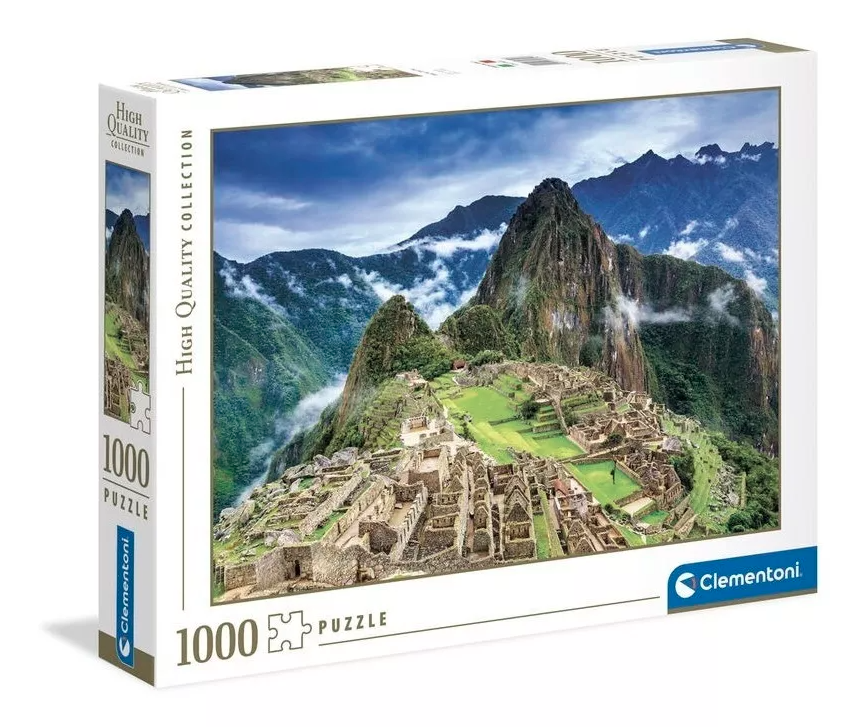 HIGH
QUALITY
COLLECTION
1000
PUZZLE
Clementoni
HIGH QUALITY COLLECTION
1000 PUZZLE
Clementoni